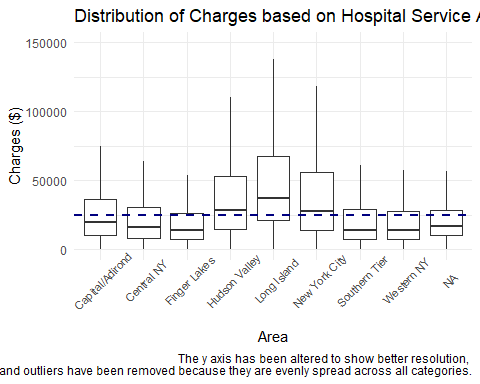 Distribution of Charges based on Hospital Service
Charges ($)
150000
100000
50000
0
Capital/Adirond
Central NY
Finger Lakes
Hudson Valley
Long Island
New York City
Southern Tier
Western NY
NA
Area
The y axis has been altered to show better resolution,
and outliers have been removed because they are evenly spread across all categories.